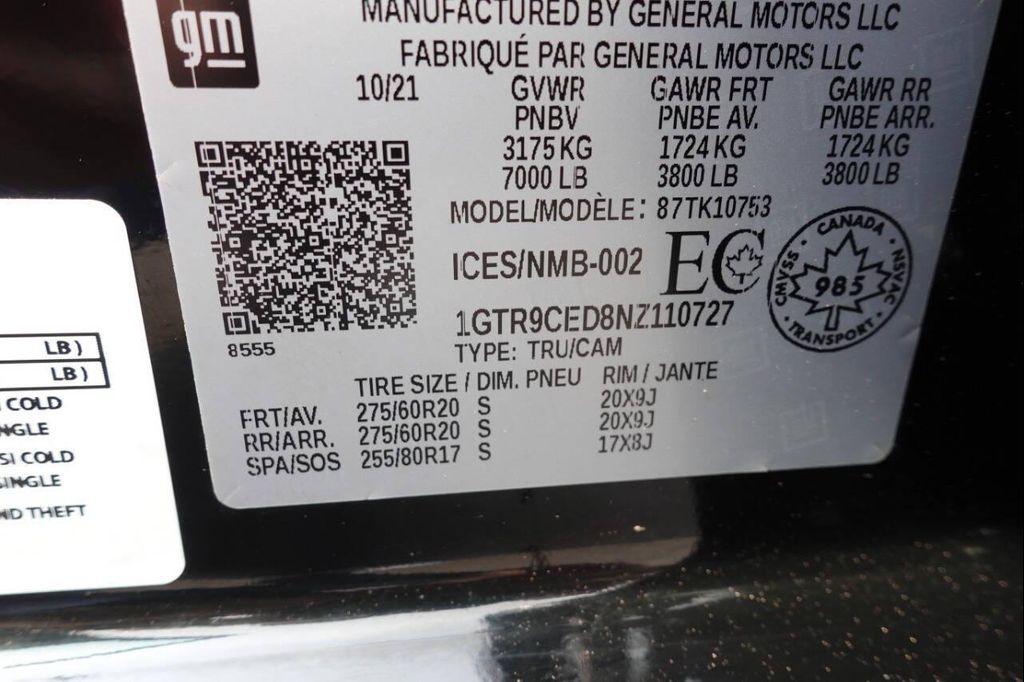 gm
MANUFACTURED BY GENERAL MOTORS LLC
FABRIQUÉ PAR GENERAL MOTORS LLC
10/21 GVWR GAWR FRT GAWR RR
PNBV PNBE AV. PNBE ARR.
3175 KG 1724 KG 1724 KG
7000 LB 3800 LB 3800 LB
MODEL/MODÈLE: 87TK10753
ICES/NMB-002 EC
CANADA
CMVSS 985 NSVAC
TRANSPORT
1GTR9CED8NZ110727
8555
TYPE: TRU/CAM
TIRE SIZE / DIM. PNEU RIM / JANTE
FRT/AV. 275/60R20 S 20X9J
RR/ARR. 275/60R20 S 20X9J
SPA/SOS 255/80R17 S 17X8J
LB)
LB)
COLD
COLD
THEFT